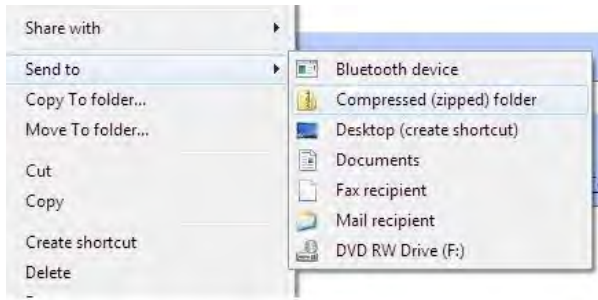 Share with
Send to
Copy To folder...
Move To folder...
Cut
Copy
Create shortcut
Delete
Bluetooth device
Compressed (zipped) folder
Desktop (create shortcut)
Documents
Fax recipient
Mail recipient
DVD RW Drive (F:)